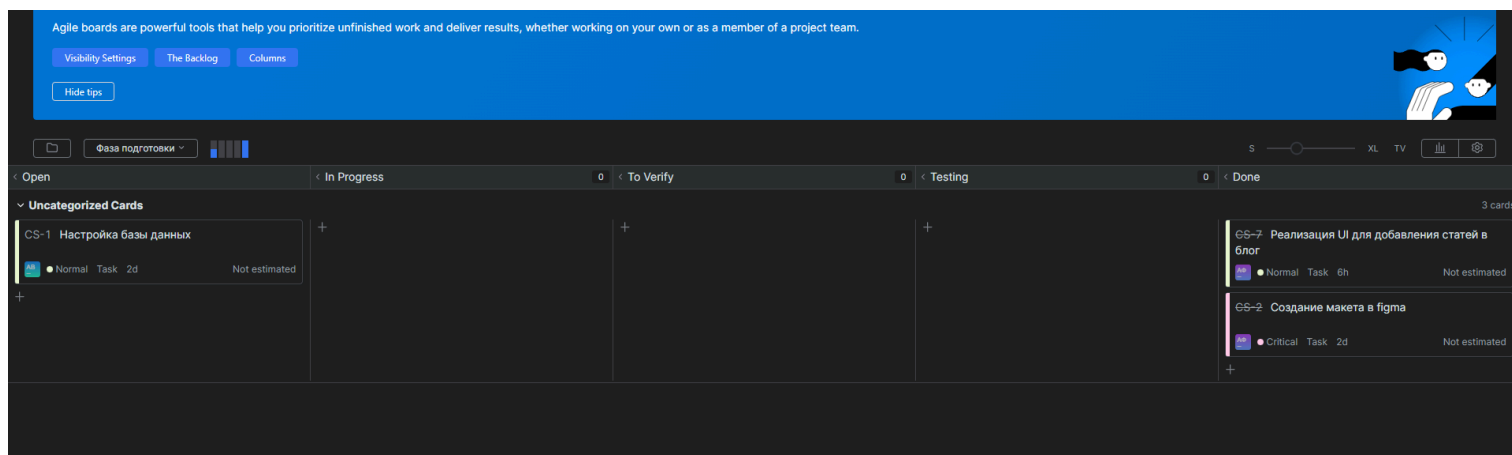 Agile boards are powerful tools that help you prioritize unfinished work and deliver results, whether working on your own or as a member of a project team.
Visibility Settings The Backlog Columns
Hide tips
Фаза подготовки S XL TV
Open In Progress 0 To Verify 0 Testing 0 Done
Uncategorized Cards 3 cards
CS-1 Настройка базы данных
АВ Normal Task 2d Not estimated
CS-7 Реализация UI для добавления статей в
блог
АФ Normal Task 6h Not estimated
CS-2 Создание макета в figma
АФ Critical Task 2d Not estimated